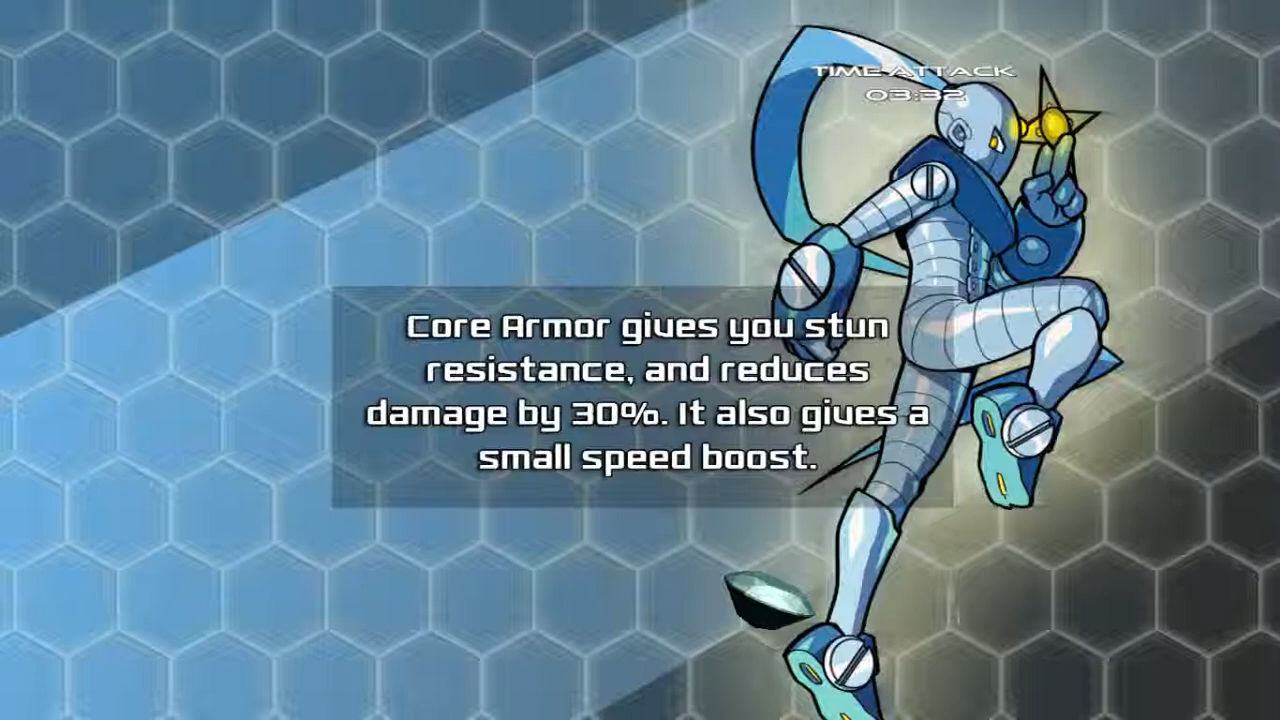 TIME ATTACK
03:32
Core Armor gives you stun
resistance, and reduces
damage by 30%. It also gives a
small speed boost.